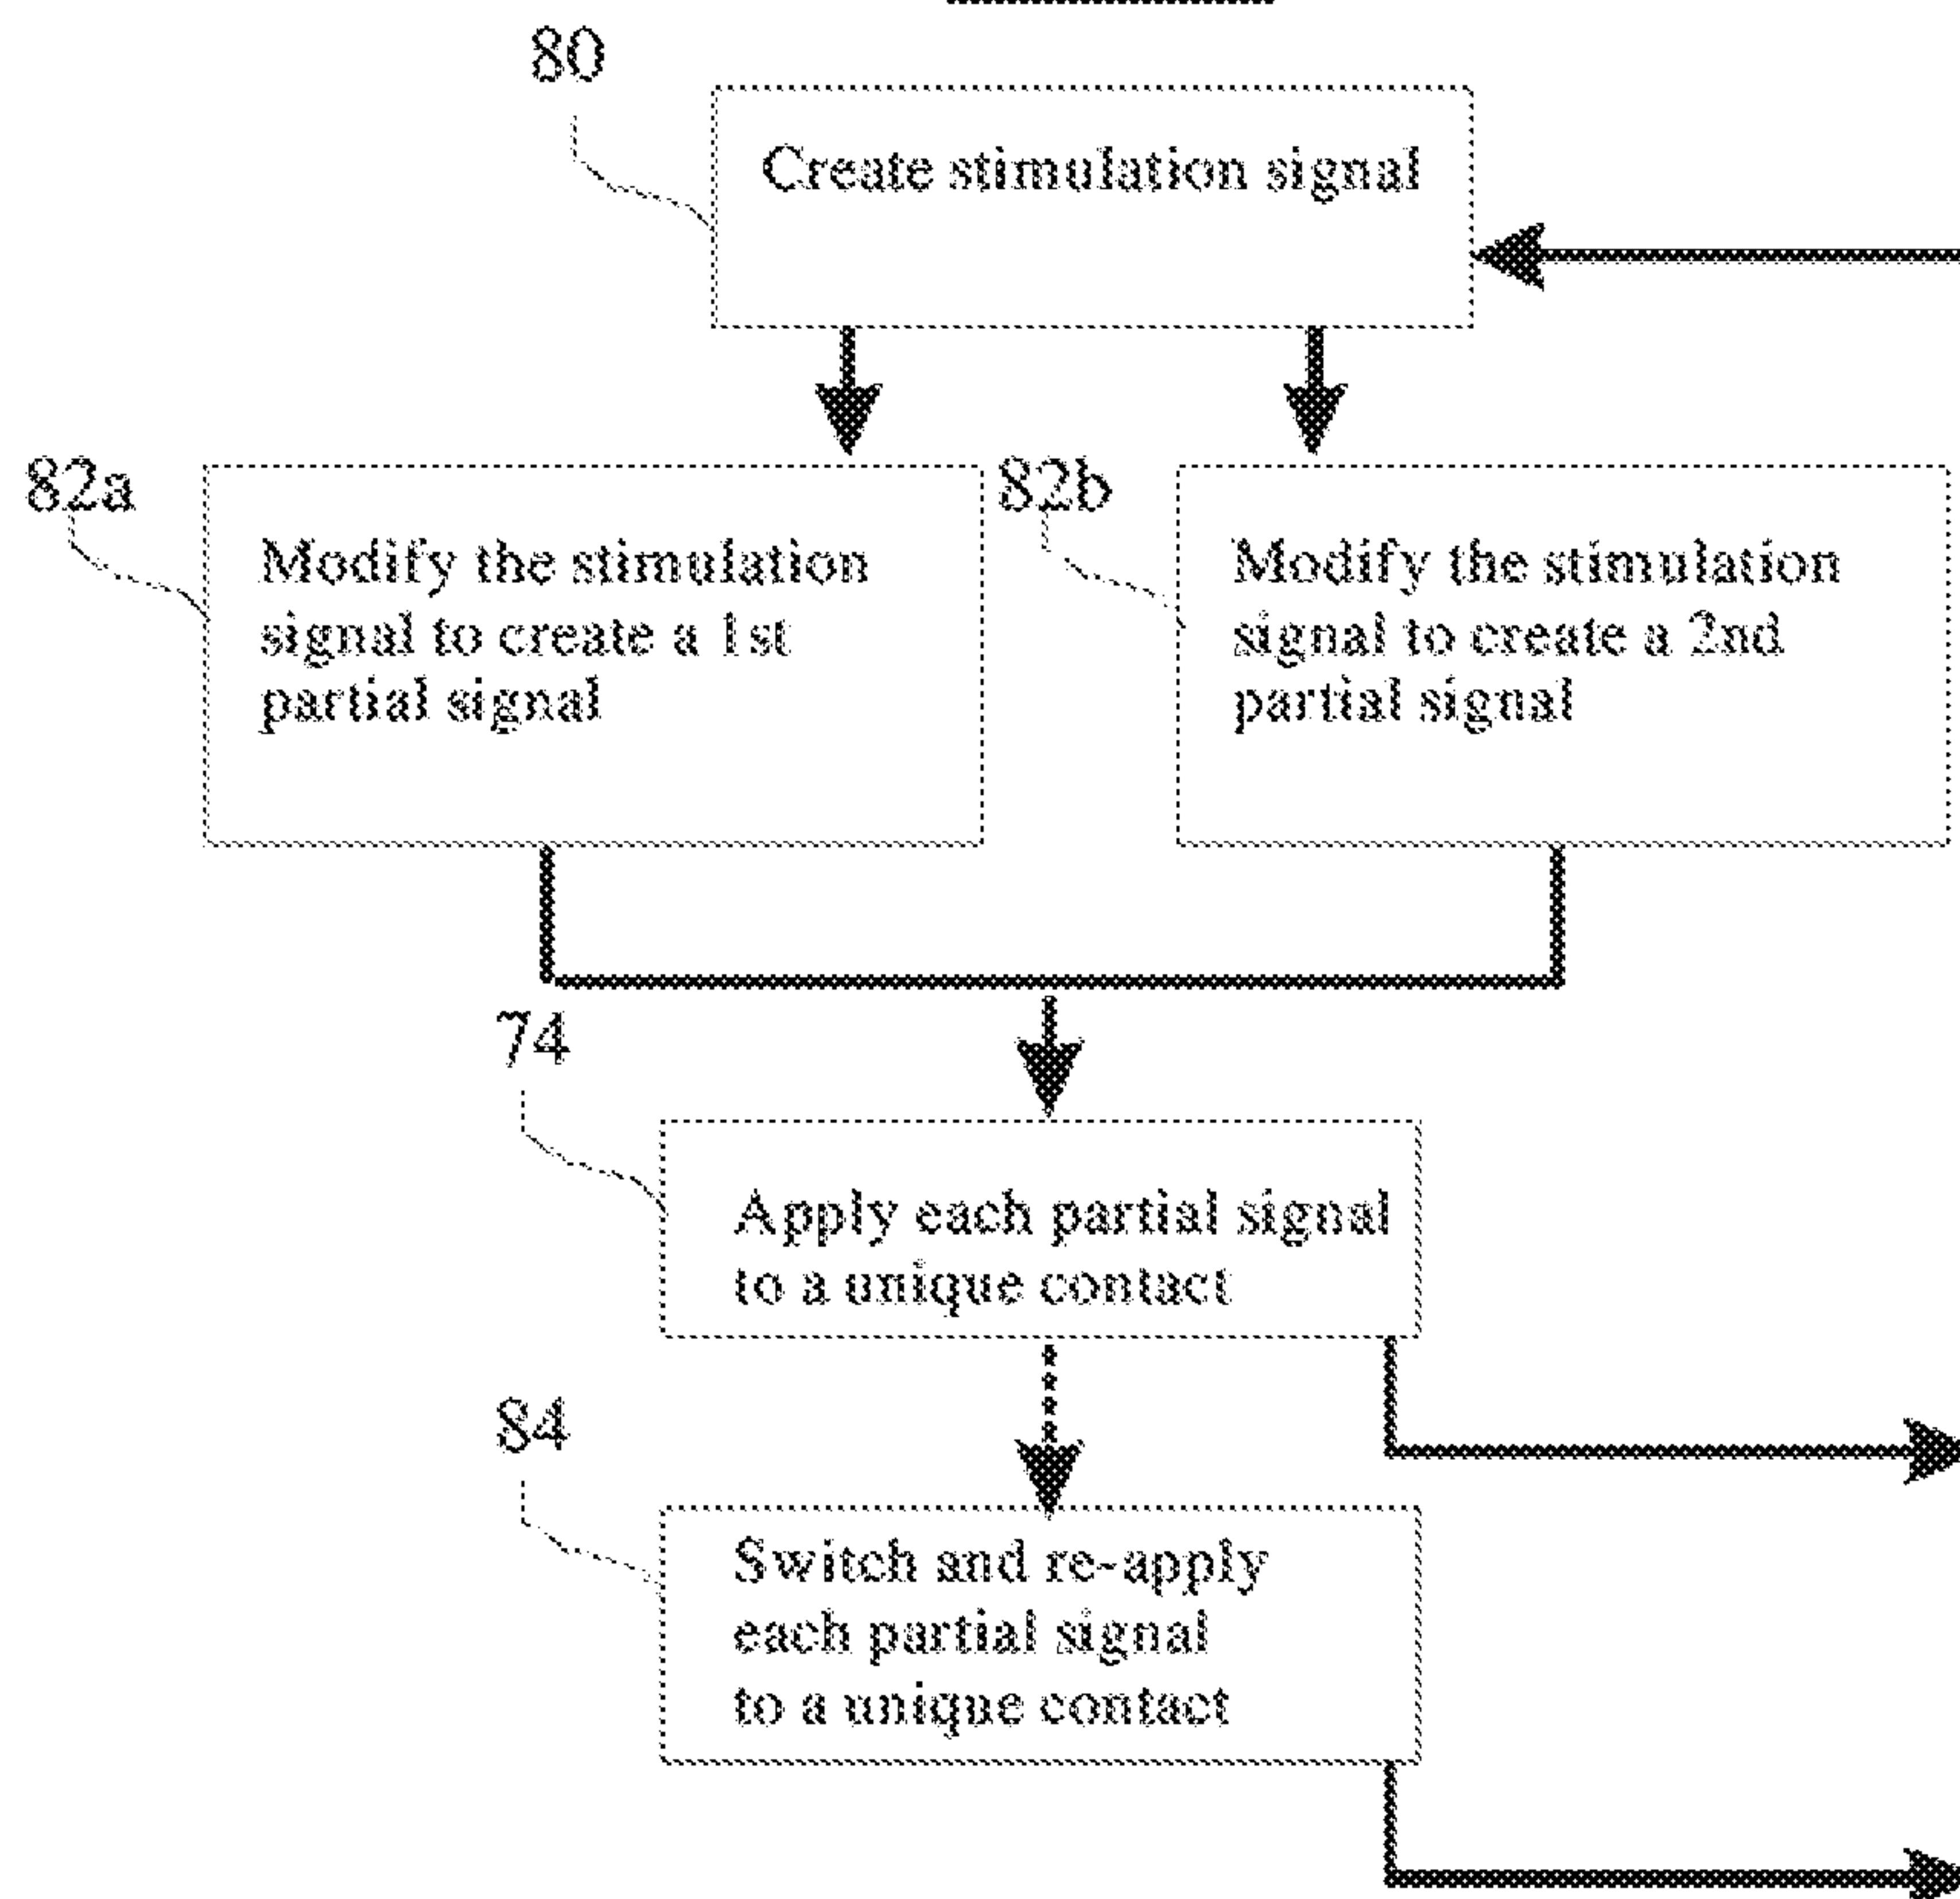 80
Create stimulation signal
82a
Modify the stimulation
signal to create a 1st
partial signal
82b
Modify the stimulation
signal to create a 2nd
partial signal
74
Apply each partial signal
to a unique contact
84
Switch and re-apply
each partial signal
to a unique contact